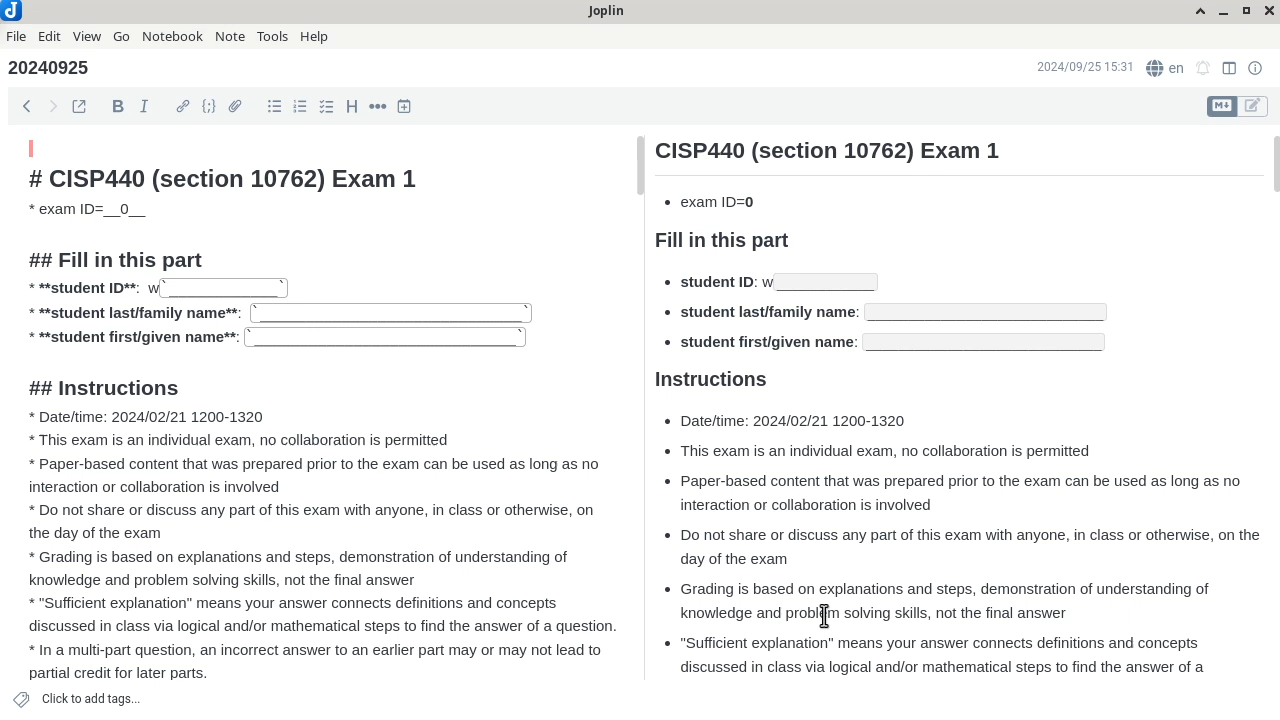 Joplin
File Edit View Go Notebook Note Tools Help
20240925
2024/09/25 15:31 en
B I H M
# CISP440 (section 10762) Exam 1
* exam ID=__0__
## Fill in this part
* **student ID**:  w`_____________`
* **student last/family name**:  `_______________________________`
* **student first/given name**: `_______________________________`
## Instructions
* Date/time: 2024/02/21 1200-1320
* This exam is an individual exam, no collaboration is permitted
* Paper-based content that was prepared prior to the exam can be used as long as no
interaction or collaboration is involved
* Do not share or discuss any part of this exam with anyone, in class or otherwise, on
the day of the exam
* Grading is based on explanations and steps, demonstration of understanding of
knowledge and problem solving skills, not the final answer
* "Sufficient explanation" means your answer connects definitions and concepts
discussed in class via logical and/or mathematical steps to find the answer of a question.
* In a multi-part question, an incorrect answer to an earlier part may or may not lead to
partial credit for later parts.
CISP440 (section 10762) Exam 1
• exam ID=0
Fill in this part
• student ID: w_____________
• student last/family name: _______________________________
• student first/given name: _______________________________
Instructions
• Date/time: 2024/02/21 1200-1320
• This exam is an individual exam, no collaboration is permitted
• Paper-based content that was prepared prior to the exam can be used as long as no
interaction or collaboration is involved
• Do not share or discuss any part of this exam with anyone, in class or otherwise, on the
day of the exam
• Grading is based on explanations and steps, demonstration of understanding of
knowledge and problem solving skills, not the final answer
• "Sufficient explanation" means your answer connects definitions and concepts
discussed in class via logical and/or mathematical steps to find the answer of a
Click to add tags...